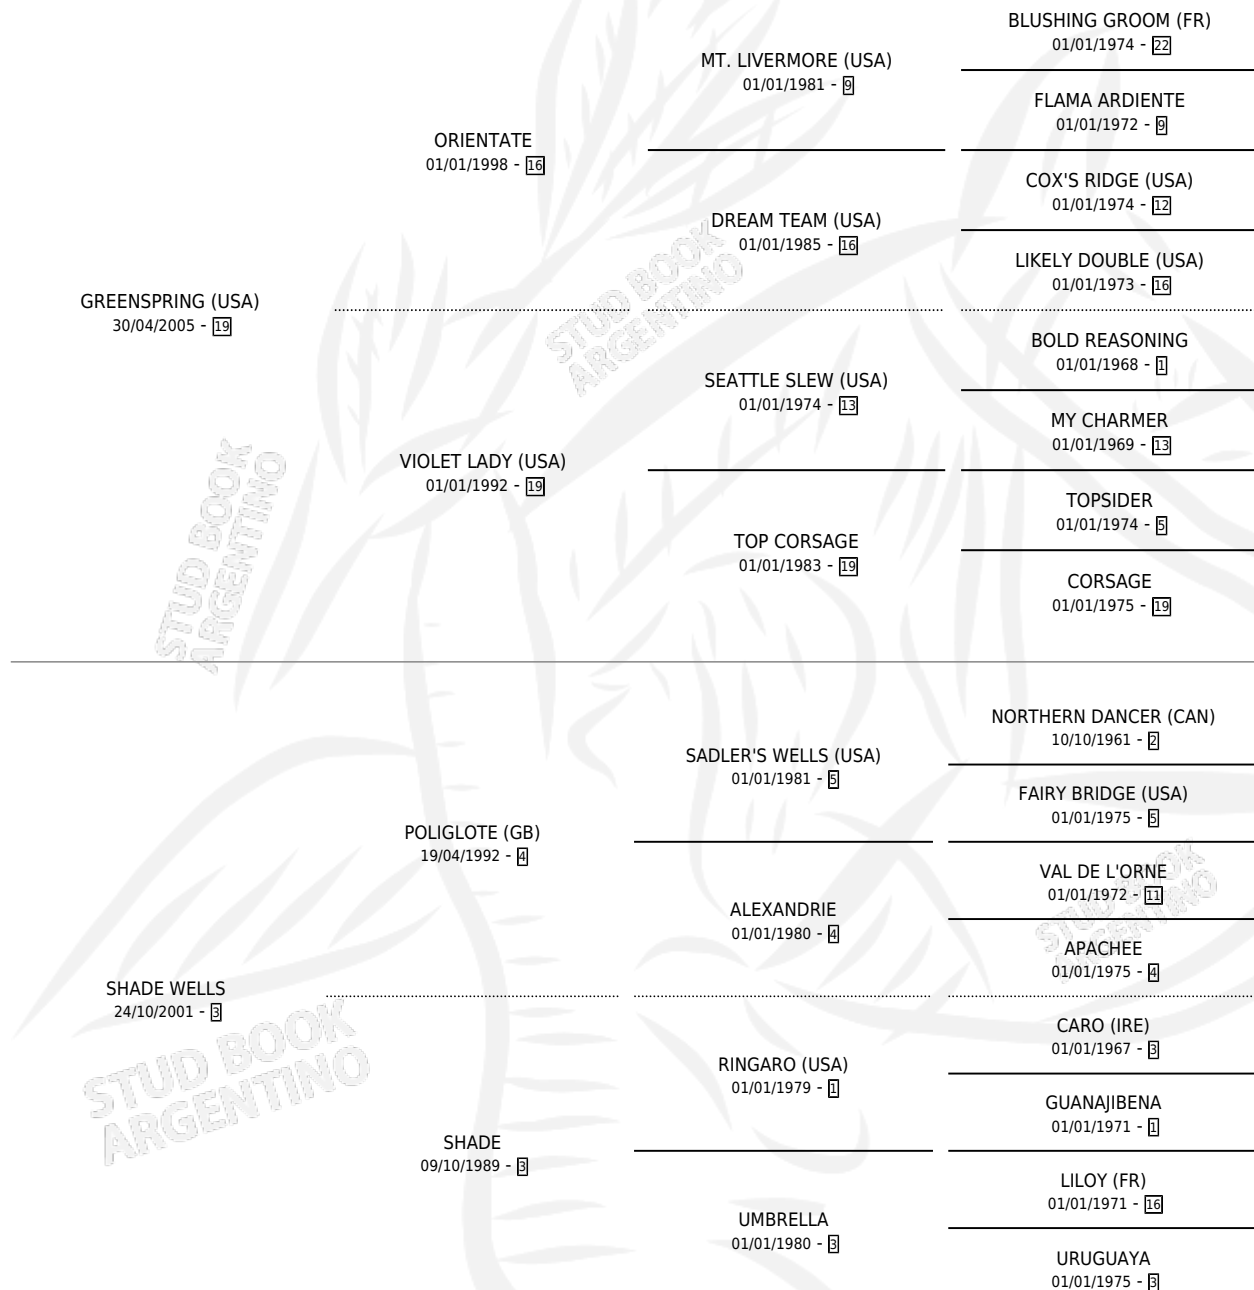 BLUSHING GROOM (FR)
01/01/1974 - 22
MT. LIVERMORE (USA)
01/01/1981 - 9
FLAMA ARDIENTE
01/01/1972 - 9
ORIENTATE
01/01/1998 - 16
COX'S RIDGE (USA)
01/01/1974 - 12
DREAM TEAM (USA)
01/01/1985 - 16
LIKELY DOUBLE (USA)
01/01/1973 - 16
GREENSPRING (USA)
30/04/2005 - 19
STUD BOOK
ARGENTINO
BOLD REASONING
01/01/1968 - 1
SEATTLE SLEW (USA)
01/01/1974 - 13
MY CHARMER
01/01/1969 - 13
VIOLET LADY (USA)
01/01/1992 - 19
TOPSIDER
01/01/1974 - 5
TOP CORSAGE
01/01/1983 - 19
CORSAGE
01/01/1975 - 19
STUD BOOK
ARGENTINO
NORTHERN DANCER (CAN)
10/10/1961 - 2
SADLER'S WELLS (USA)
01/01/1981 - 5
FAIRY BRIDGE (USA)
01/01/1975 - 5
POLIGLOTE (GB)
19/04/1992 - 4
VAL DE L'ORNE
01/01/1972 - 11
ALEXANDRIE
01/01/1980 - 4
STUD BOOK
ARGENTINO
APACHEE
01/01/1975 - 4
SHADE WELLS
24/10/2001 - 3
STUD BOOK
ARGENTINO
CARO (IRE)
01/01/1967 - 3
RINGARO (USA)
01/01/1979 - 1
GUANAJIBENA
01/01/1971 - 1
SHADE
09/10/1989 - 3
LILOY (FR)
01/01/1971 - 16
UMBRELLA
01/01/1980 - 3
URUGUAYA
01/01/1975 - 3